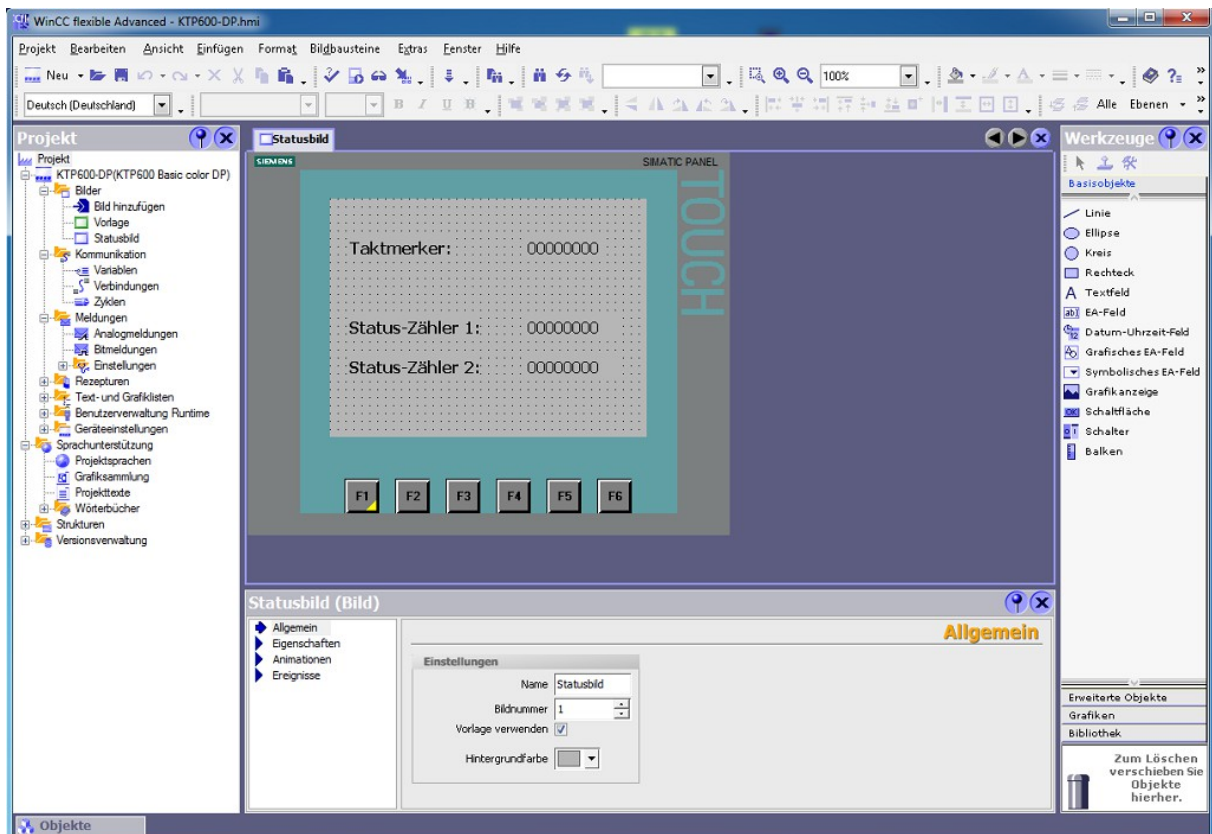 WinCC flexible Advanced - KTP600-DP.hmi
Projekt Bearbeiten Ansicht Einfügen Format Bildbausteine Extras Fenster Hilfe
Neu 100%
Deutsch (Deutschland) B I U B Alle Ebenen
Projekt
Projekt
KTP600-DP(KTP600 Basic color DP)
Bilder
Bild hinzufügen
Vorlage
Statusbild
Kommunikation
Variablen
Verbindungen
Zyklen
Meldungen
Analogmeldungen
Bitmeldungen
Einstellungen
Rezepturen
Text- und Grafiklisten
Benutzerverwaltung Runtime
Geräteeinstellungen
Sprachunterstützung
Projektsprachen
Grafiksammlung
Projekttexte
Wörterbücher
Strukturen
Versionsverwaltung
Statusbild
SIEMENS SIMATIC PANEL
TOUCH
Taktmerker: 00000000
Status-Zähler 1: 00000000
Status-Zähler 2: 00000000
F1 F2 F3 F4 F5 F6
Werkzeuge
Basisobjekte
Linie
Ellipse
Kreis
Rechteck
Textfeld
EA-Feld
Datum-Uhrzeit-Feld
Grafisches EA-Feld
Symbolisches EA-Feld
Grafikanzeige
Schaltfläche
Schalter
Balken
Erweiterte Objekte
Grafiken
Bibliothek
Zum Löschen
verschieben Sie
Objekte
hierher.
Statusbild (Bild)
Allgemein
Eigenschaften
Animationen
Ereignisse
Allgemein
Einstellungen
Name Statusbild
Bildnummer 1
Vorlage verwenden
Hintergrundfarbe
Objekte